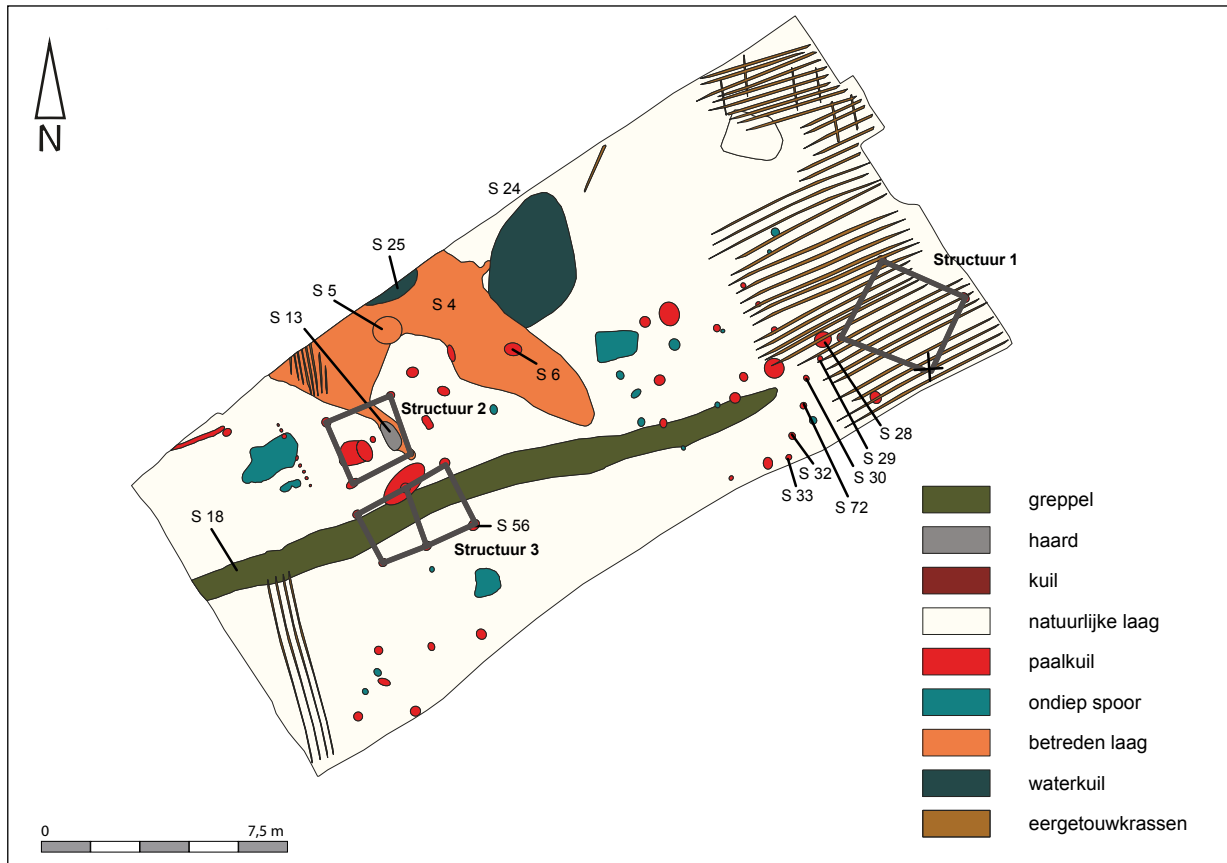 N
S 24
S 25
S 5
S 4
S 13
S 6
Structuur 1
Structuur 2
S 28
S 29
S 30
S 32
S 72
S 33
S 18
S 56
Structuur 3
greppel
haard
kuil
natuurlijke laag
paalkuil
ondiep spoor
betreden laag
waterkuil
eergetouwkrassen
0 7,5 m